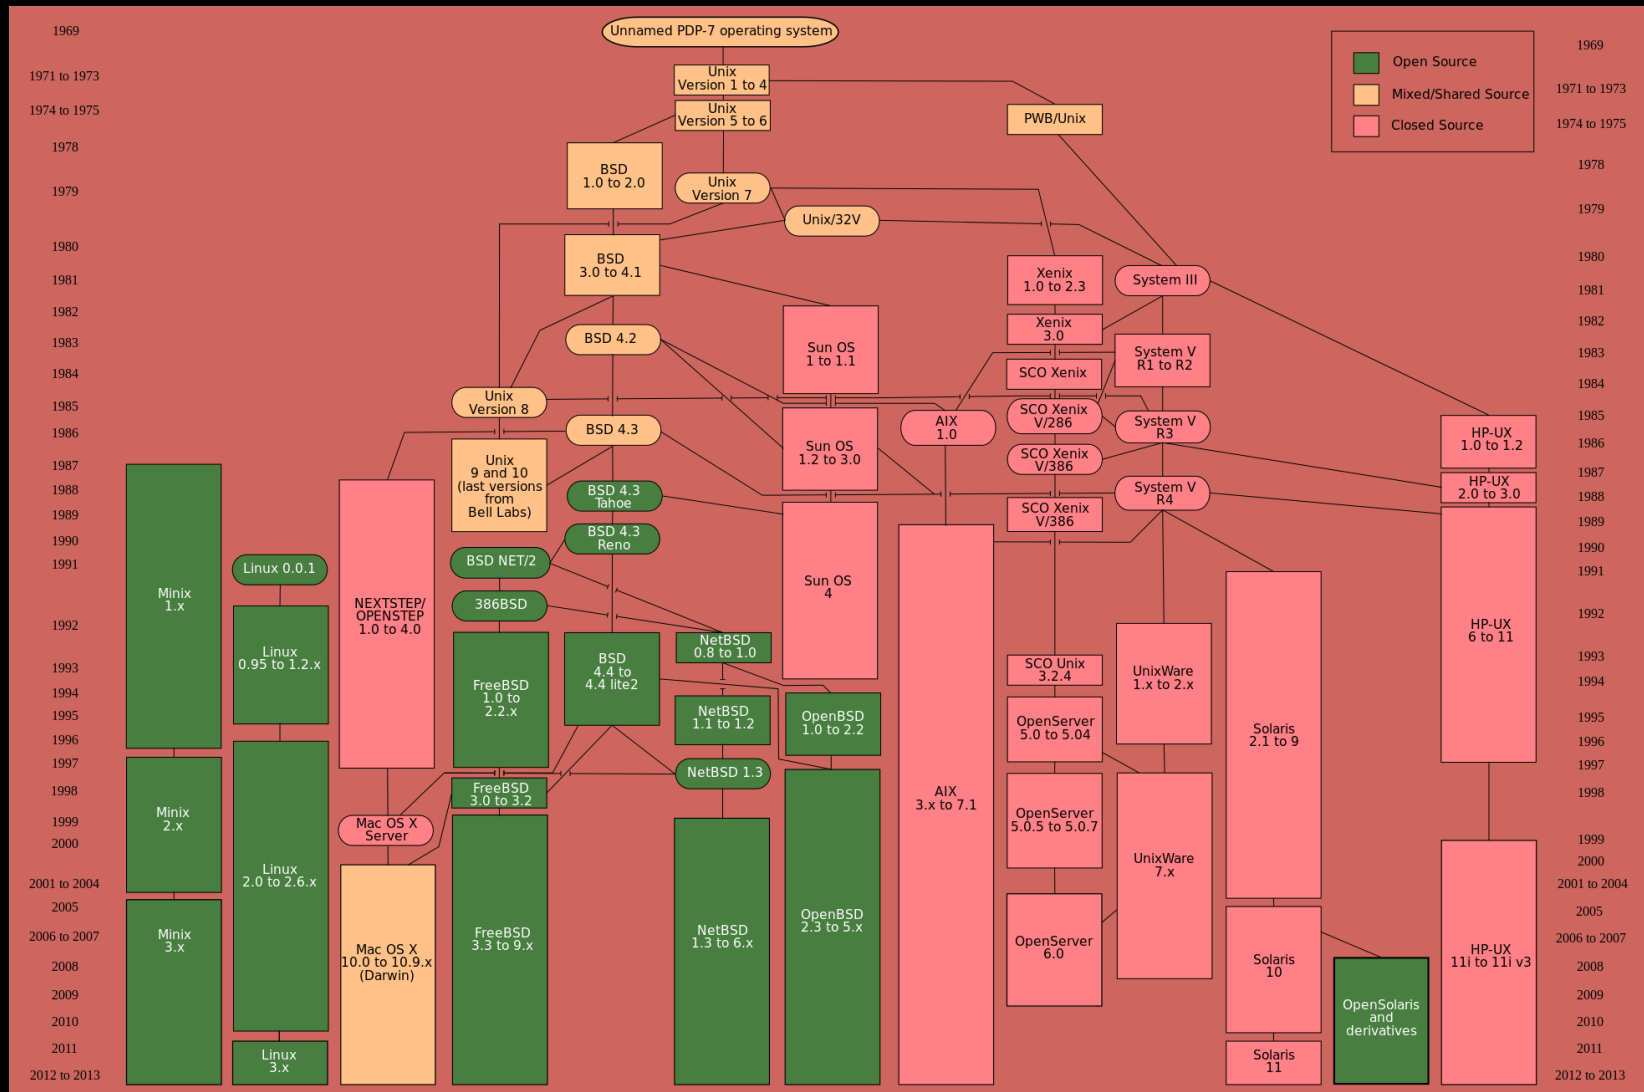 1969
1971 to 1973
1974 to 1975
1978
1979
1980
1981
1982
1983
1984
1985
1986
1987
1988
1989
1990
1991
1992
1993
1994
1995
1996
1997
1998
1999
2000
2001 to 2004
2005
2006 to 2007
2008
2009
2010
2011
2012 to 2013
Unnamed PDP-7 operating system
Unix
Version 1 to 4
Unix
Version 5 to 6
PWB/Unix
BSD
1.0 to 2.0
Unix
Version 7
Unix/32V
BSD
3.0 to 4.1
Xenix
1.0 to 2.3
System III
Xenix
3.0
BSD 4.2
Sun OS
1 to 1.1
System V
R1 to R2
SCO Xenix
Unix
Version 8
SCO Xenix
V/286
AIX
1.0
System V
R3
BSD 4.3
Sun OS
1.2 to 3.0
HP-UX
1.0 to 1.2
SCO Xenix
V/386
Unix
9 and 10
(last versions
from
Bell Labs)
BSD 4.3
Tahoe
System V
R4
HP-UX
2.0 to 3.0
SCO Xenix
V/386
BSD 4.3
Reno
BSD NET/2
Linux 0.0.1
Minix
1.x
NEXTSTEP/
OPENSTEP
1.0 to 4.0
386BSD
Sun OS
4
HP-UX
6 to 11
Linux
0.95 to 1.2.x
NetBSD
0.8 to 1.0
BSD
4.4 to
4.4 lite2
SCO Unix
3.2.4
UnixWare
1.x to 2.x
FreeBSD
1.0 to
2.2.x
NetBSD
1.1 to 1.2
OpenBSD
1.0 to 2.2
OpenServer
5.0 to 5.04
Solaris
2.1 to 9
NetBSD 1.3
FreeBSD
3.0 to 3.2
AIX
3.x to 7.1
Minix
2.x
Mac OS X
Server
OpenServer
5.0.5 to 5.0.7
UnixWare
7.x
Linux
2.0 to 2.6.x
Minix
3.x
Mac OS X
10.0 to 10.9.x
(Darwin)
FreeBSD
3.3 to 9.x
NetBSD
1.3 to 6.x
OpenBSD
2.3 to 5.x
OpenServer
6.0
Solaris
10
HP-UX
11i to 11i v3
OpenSolaris
and
derivatives
Linux
3.x
Solaris
11
Open Source
Mixed/Shared Source
Closed Source
1969
1971 to 1973
1974 to 1975
1978
1979
1980
1981
1982
1983
1984
1985
1986
1987
1988
1989
1990
1991
1992
1993
1994
1995
1996
1997
1998
1999
2000
2001 to 2004
2005
2006 to 2007
2008
2009
2010
2011
2012 to 2013